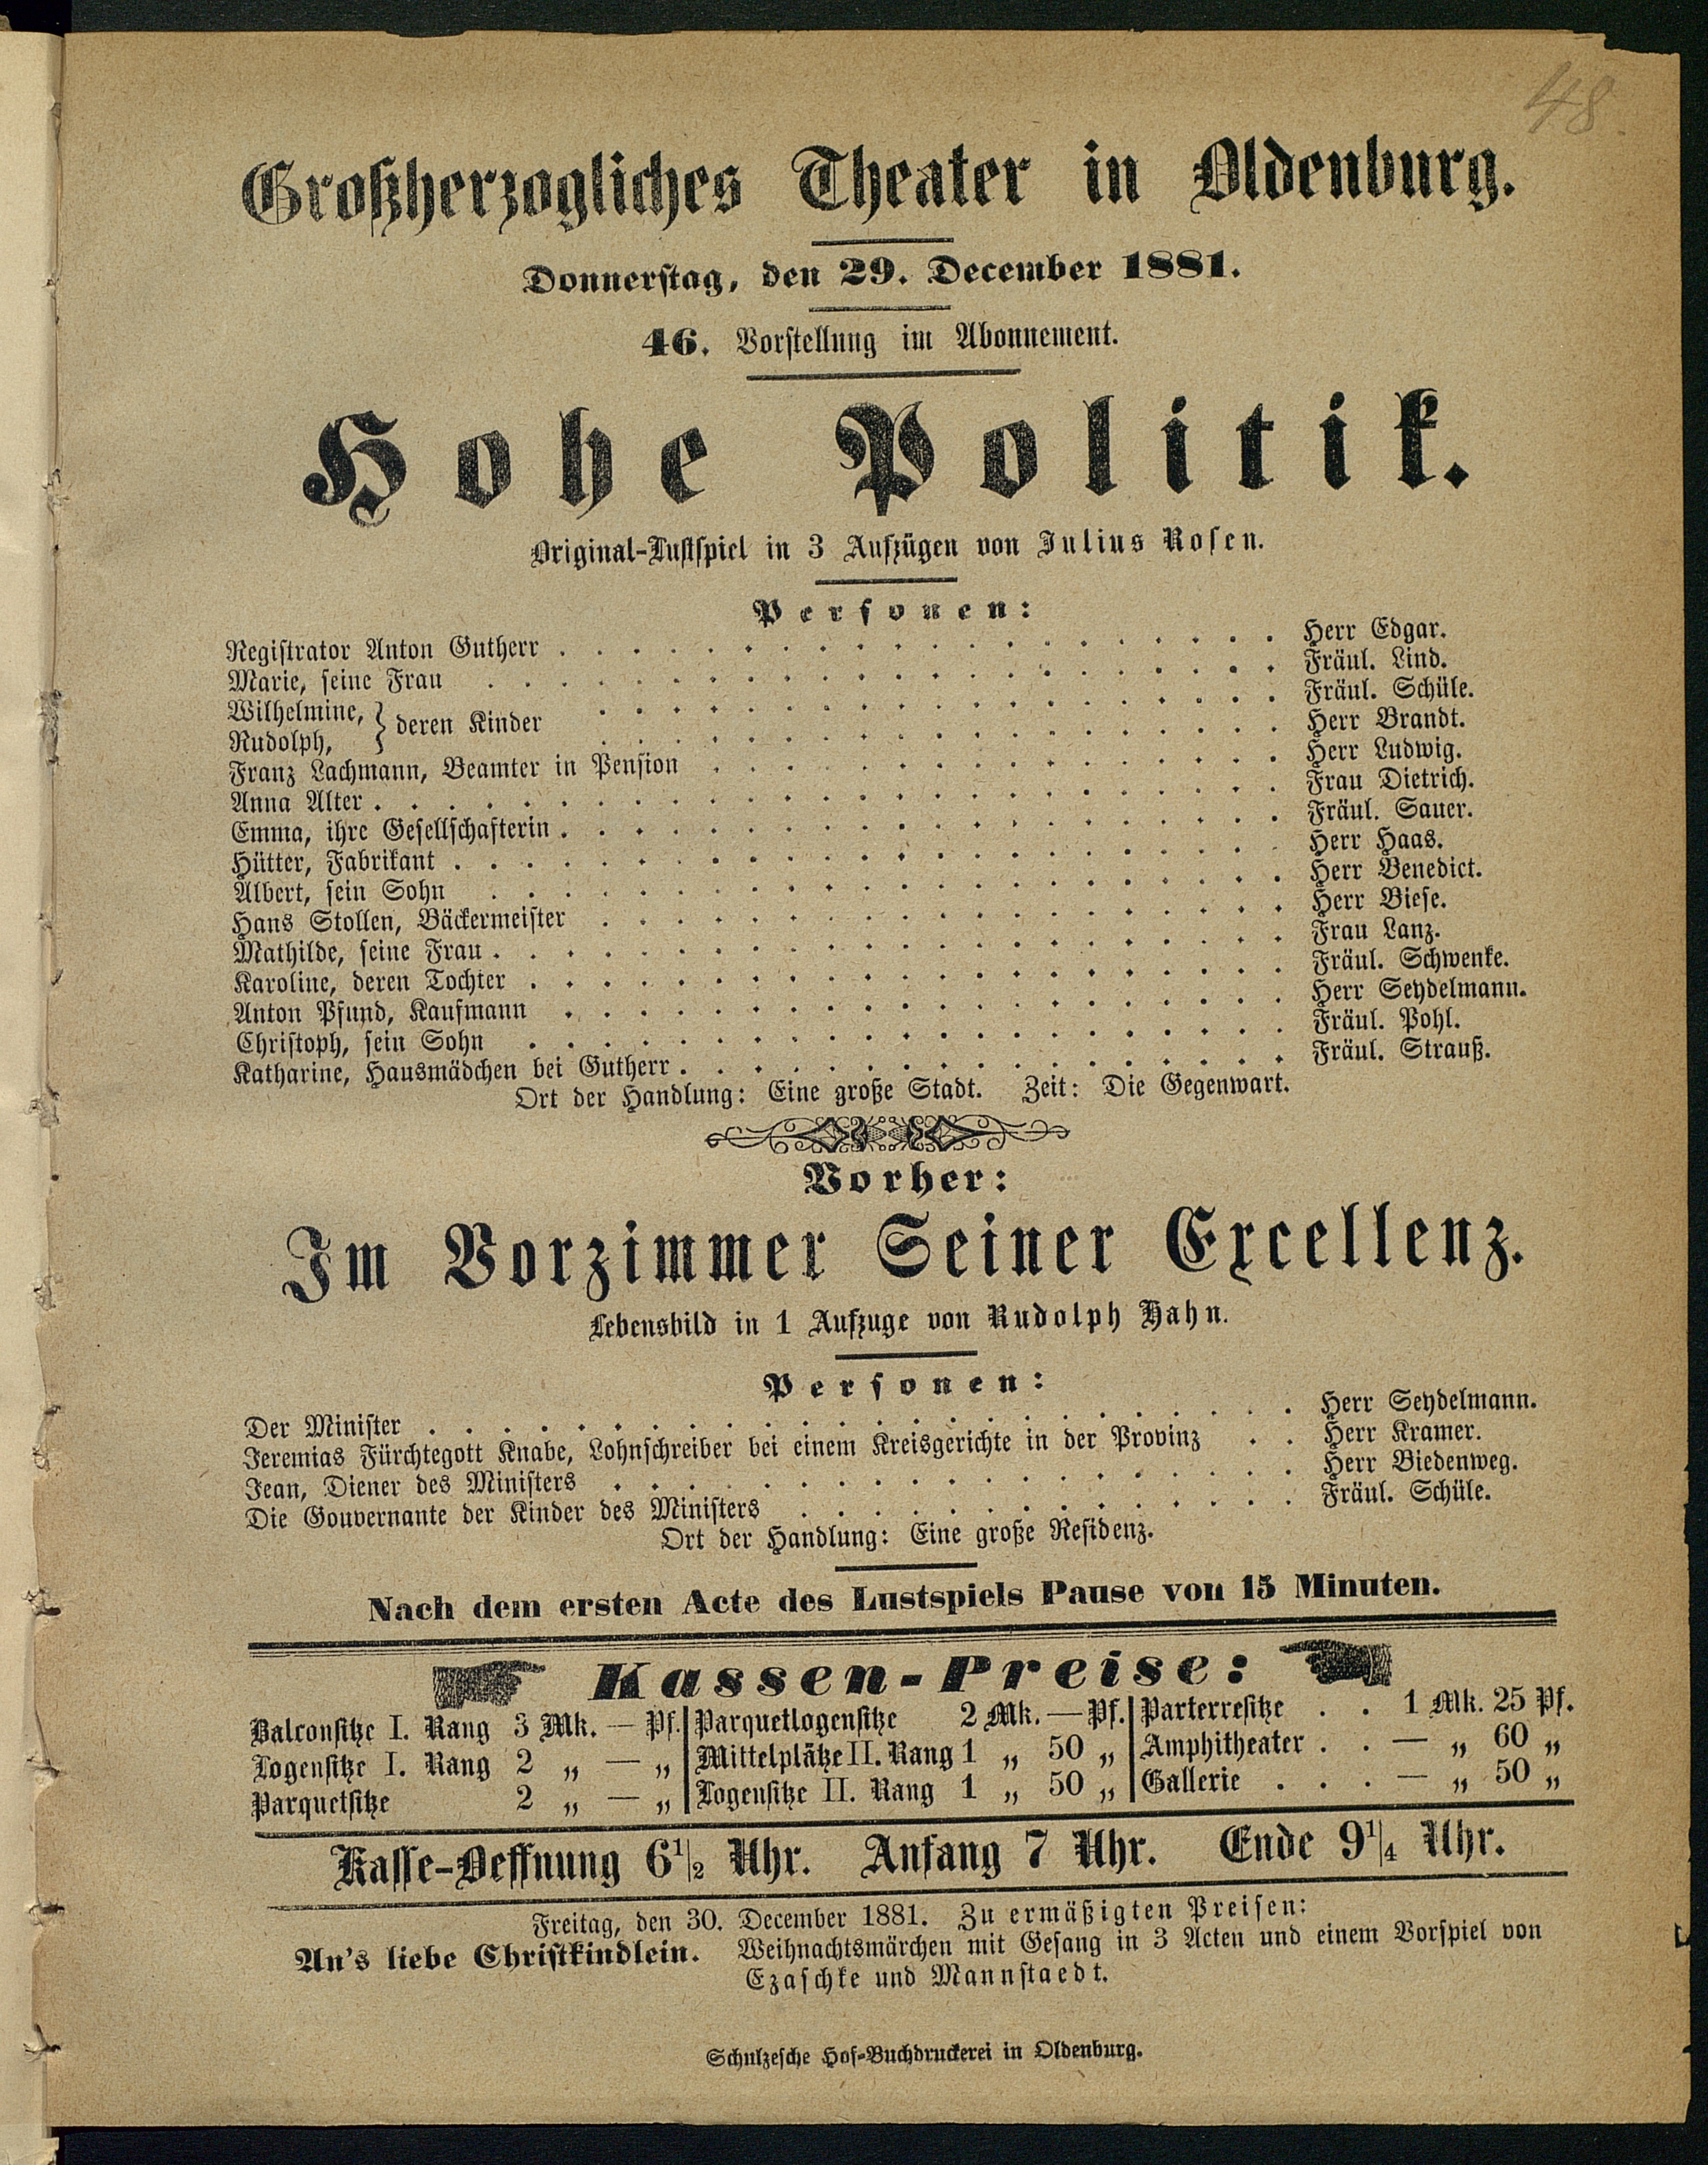 48.
Großherzogliches Theater in Oldenburg.
Donnerstag, den 29. December 1881.
46. Vorstellung im Abonnement.
Hohe Politik.
Original-Lustspiel in 3 Aufzügen von Julius Rosen.
Personen:
Registrator Anton Gutherr . . . . . Herr Edgar.
Marie, seine Frau . . . . . Fräul. Lind.
Wilhelmine, } deren Kinder . . . . . Fräul. Schüle.
Rudolph, . . . . . Herr Brandt.
Franz Lachmann, Beamter in Pension . . . . . Herr Ludwig.
Anna Alter . . . . . Frau Dietrich.
Emma, ihre Gesellschafterin . . . . . Fräul. Sauer.
Hütter, Fabrikant . . . . . Herr Haas.
Albert, sein Sohn . . . . . Herr Benedict.
Hans Stollen, Bäckermeister . . . . . Herr Biese.
Mathilde, seine Frau . . . . . Frau Lanz.
Karoline, deren Tochter . . . . . Fräul. Schwenke.
Anton Pfund, Kaufmann . . . . . Herr Seydelmann.
Christoph, sein Sohn . . . . . Fräul. Pohl.
Katharine, Hausmädchen bei Gutherr . . . . . Fräul. Strauß.
Ort der Handlung: Eine große Stadt. Zeit: Die Gegenwart.
Vorher:
Im Vorzimmer Seiner Excellenz.
Lebensbild in 1 Aufzuge von Rudolph Hahn.
Personen:
Der Minister . . . . . Herr Seydelmann.
Jeremias Fürchtegott Knabe, Lohnschreiber bei einem Kreisgerichte in der Provinz . . Herr Kramer.
Jean, Diener des Ministers . . . . . Herr Biedenweg.
Die Gouvernante der Kinder des Ministers . . . . . Fräul. Schüle.
Ort der Handlung: Eine große Residenz.
Nach dem ersten Acte des Lustspiels Pause von 15 Minuten.
Kassen-Preise:
Balconsitze I. Rang 3 Mk. — Pf. | Parquetlogensitze 2 Mk. — Pf. | Parterresitze . . 1 Mk. 25 Pf.
Logensitze I. Rang 2 „ — „ | Mittelplätze II. Rang 1 „ 50 „ | Amphitheater . . — „ 60 „
Parquetsitze 2 „ — „ | Logensitze II. Rang 1 „ 50 „ | Gallerie . . . — „ 50 „
Kasse-Oeffnung 6 1/2 Uhr. Anfang 7 Uhr. Ende 9 1/4 Uhr.
Freitag, den 30. December 1881. Zu ermäßigten Preisen:
An's liebe Christkindlein. Weihnachtsmärchen mit Gesang in 3 Acten und einem Vorspiel von
Ezaschke und Mannstaedt.
Schulzesche Hof-Buchdruckerei in Oldenburg.